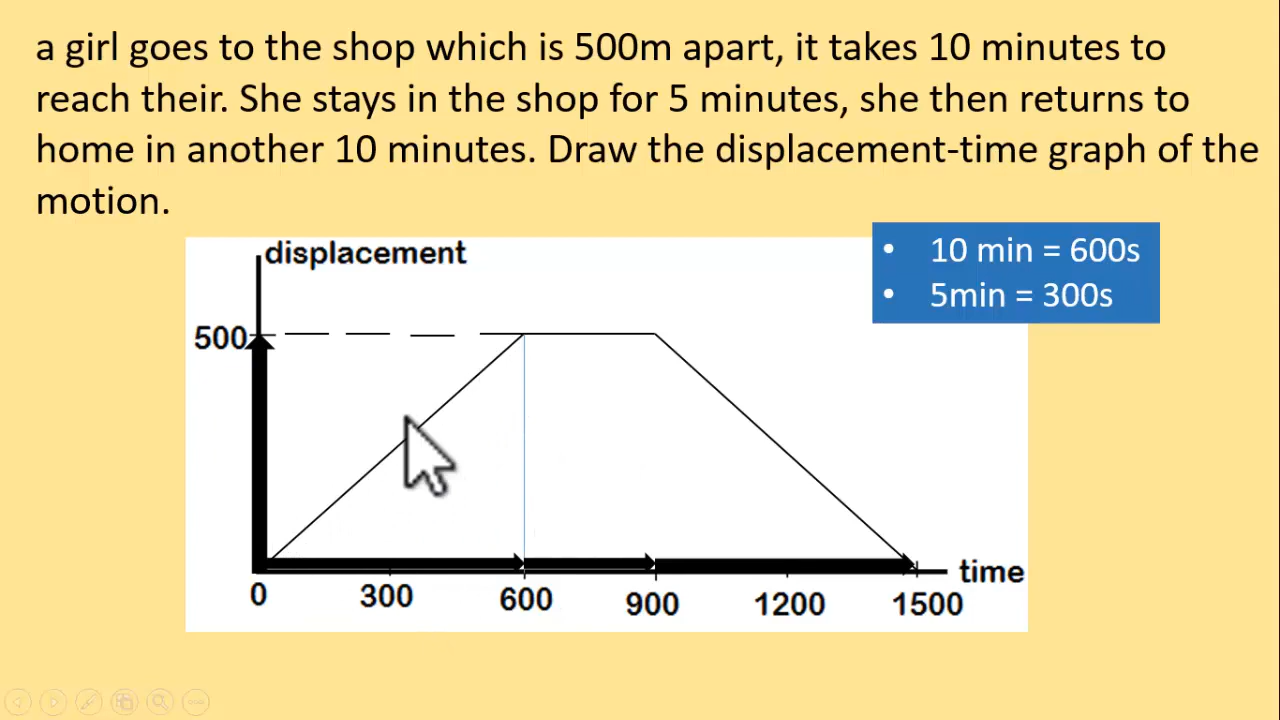 a girl goes to the shop which is 500m apart, it takes 10 minutes to
reach their. She stays in the shop for 5 minutes, she then returns to
home in another 10 minutes. Draw the displacement-time graph of the
motion.
• 10 min = 600s
• 5min = 300s
displacement
500
time
0 300 600 900 1200 1500